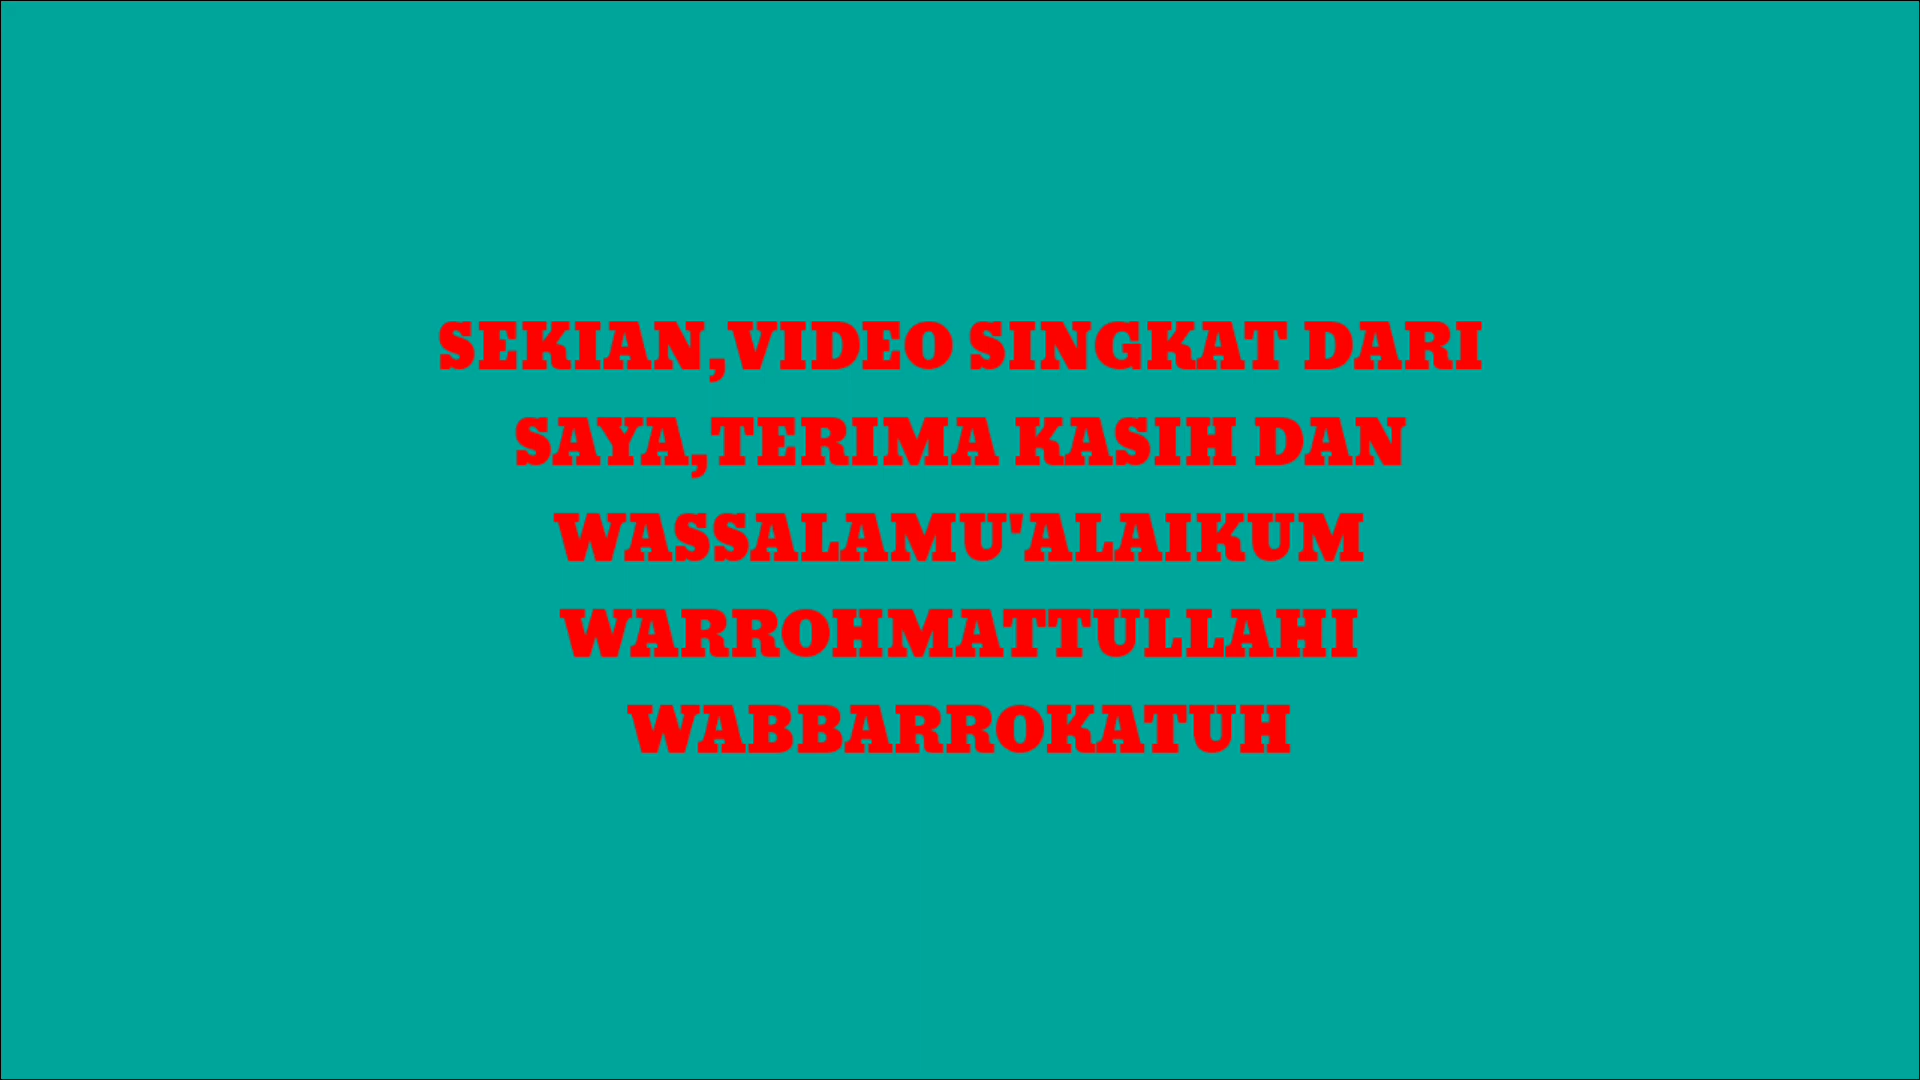 SEKIAN,VIDEO SINGKAT DARI
SAYA,TERIMA KASIH DAN
WASSALAMU'ALAIKUM
WARROHMATTULLAHI
WABBARROKATUH